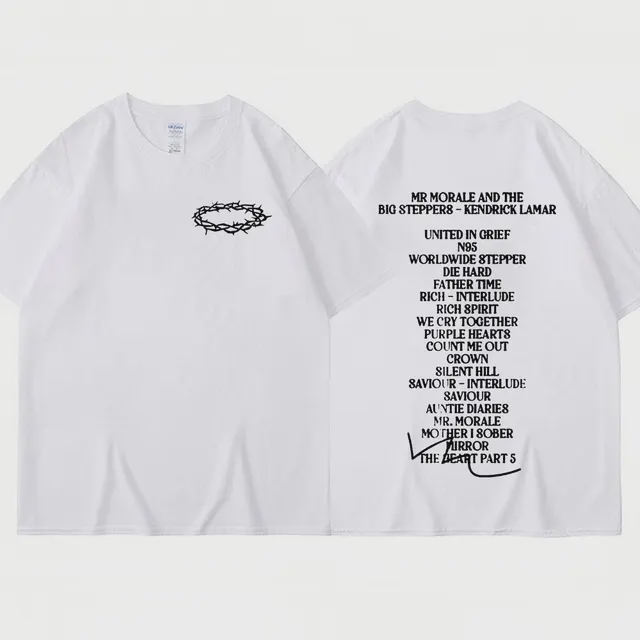 MR MORALE AND THE
BIG STEPPERS – KENDRICK LAMAR
UNITED IN GRIEF
N95
WORLDWIDE STEPPER
DIE HARD
FATHER TIME
RICH – INTERLUDE
RICH SPIRIT
WE CRY TOGETHER
PURPLE HEARTS
COUNT ME OUT
CROWN
SILENT HILL
SAVIOUR – INTERLUDE
SAVIOUR
AUNTIE DIARIES
MR. MORALE
MOTHER I SOBER
MIRROR
THE HEART PART 5